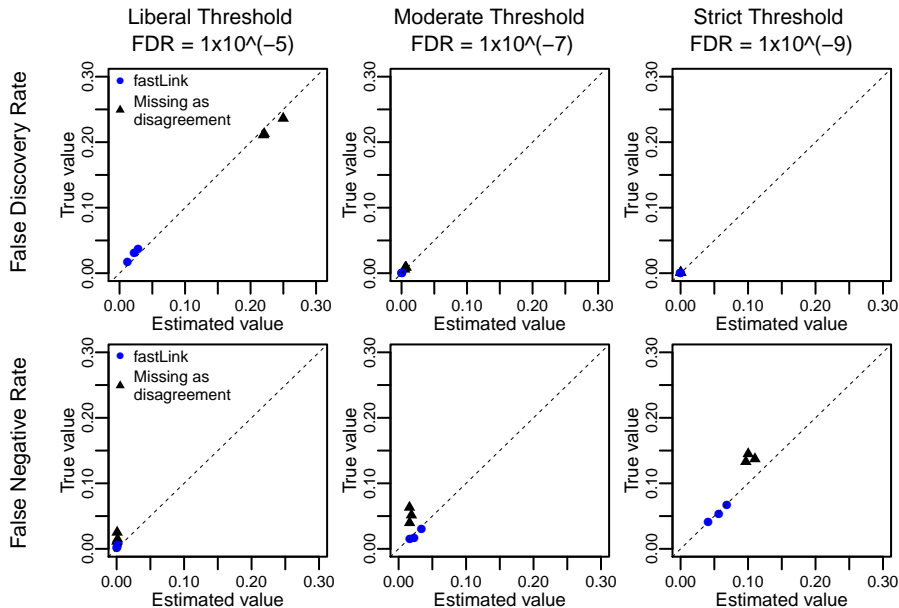 Liberal Threshold
FDR = 1x10^(−5)
Moderate Threshold
FDR = 1x10^(−7)
Strict Threshold
FDR = 1x10^(−9)
False Discovery Rate
True value
0.00 0.10 0.20 0.30
fastLink
Missing as
disagreement
0.00 0.10 0.20 0.30
Estimated value
True value
0.00 0.10 0.20 0.30
0.00 0.10 0.20 0.30
Estimated value
True value
0.00 0.10 0.20 0.30
0.00 0.10 0.20 0.30
Estimated value
False Negative Rate
True value
0.00 0.10 0.20 0.30
fastLink
Missing as
disagreement
0.00 0.10 0.20 0.30
Estimated value
True value
0.00 0.10 0.20 0.30
0.00 0.10 0.20 0.30
Estimated value
True value
0.00 0.10 0.20 0.30
0.00 0.10 0.20 0.30
Estimated value